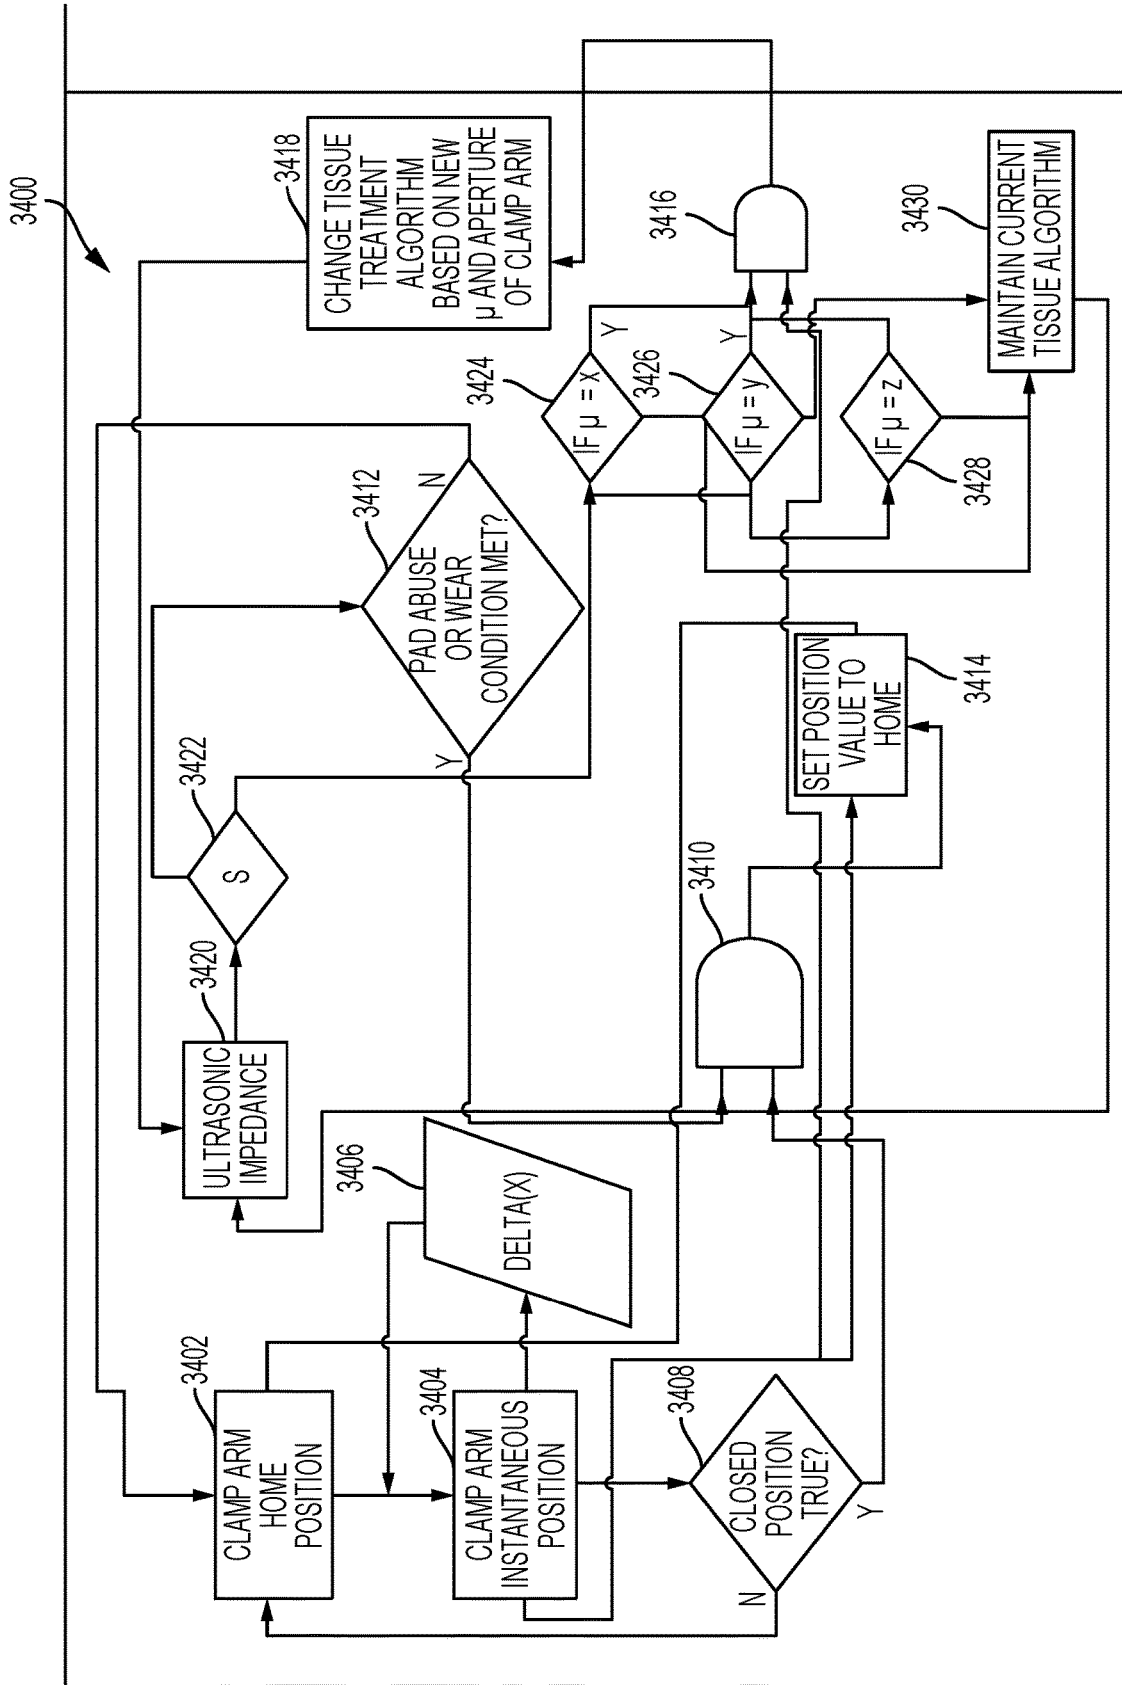 3400
3402
CLAMP ARM
HOME
POSITION
3404
CLAMP ARM
INSTANTANEOUS
POSITION
3408
CLOSED
POSITION
TRUE?
N
Y
3406
DELTA(X)
3420
ULTRASONIC
IMPEDANCE
3422
S
3412
PAD ABUSE
OR WEAR
CONDITION MET?
Y
N
3410
3414
SET POSITION
VALUE TO
HOME
3418
CHANGE TISSUE
TREATMENT
ALGORITHM
BASED ON NEW
μ AND APERTURE
OF CLAMP ARM
3424
IF μ = x
Y
3426
IF μ = y
Y
3428
IF μ = z
3416
3430
MAINTAIN CURRENT
TISSUE ALGORITHM